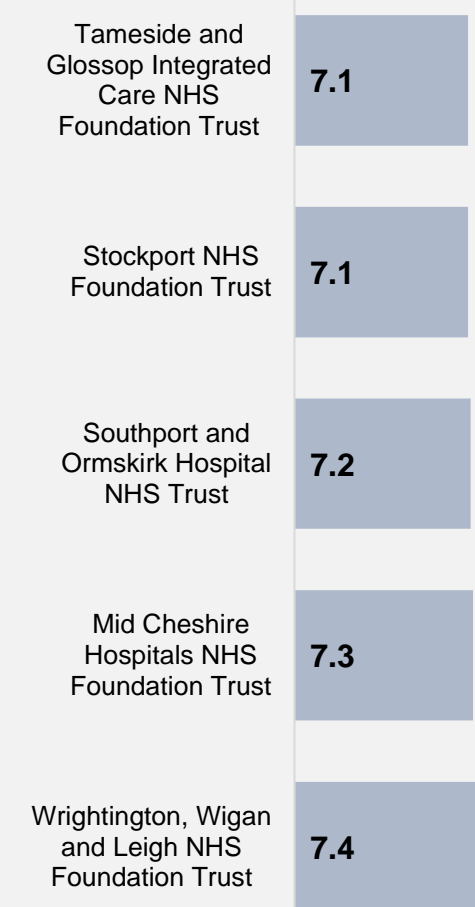 Tameside and
Glossop Integrated
Care NHS
Foundation Trust
7.1
Stockport NHS
Foundation Trust
7.1
Southport and
Ormskirk Hospital
NHS Trust
7.2
Mid Cheshire
Hospitals NHS
Foundation Trust
7.3
Wrightington, Wigan
and Leigh NHS
Foundation Trust
7.4